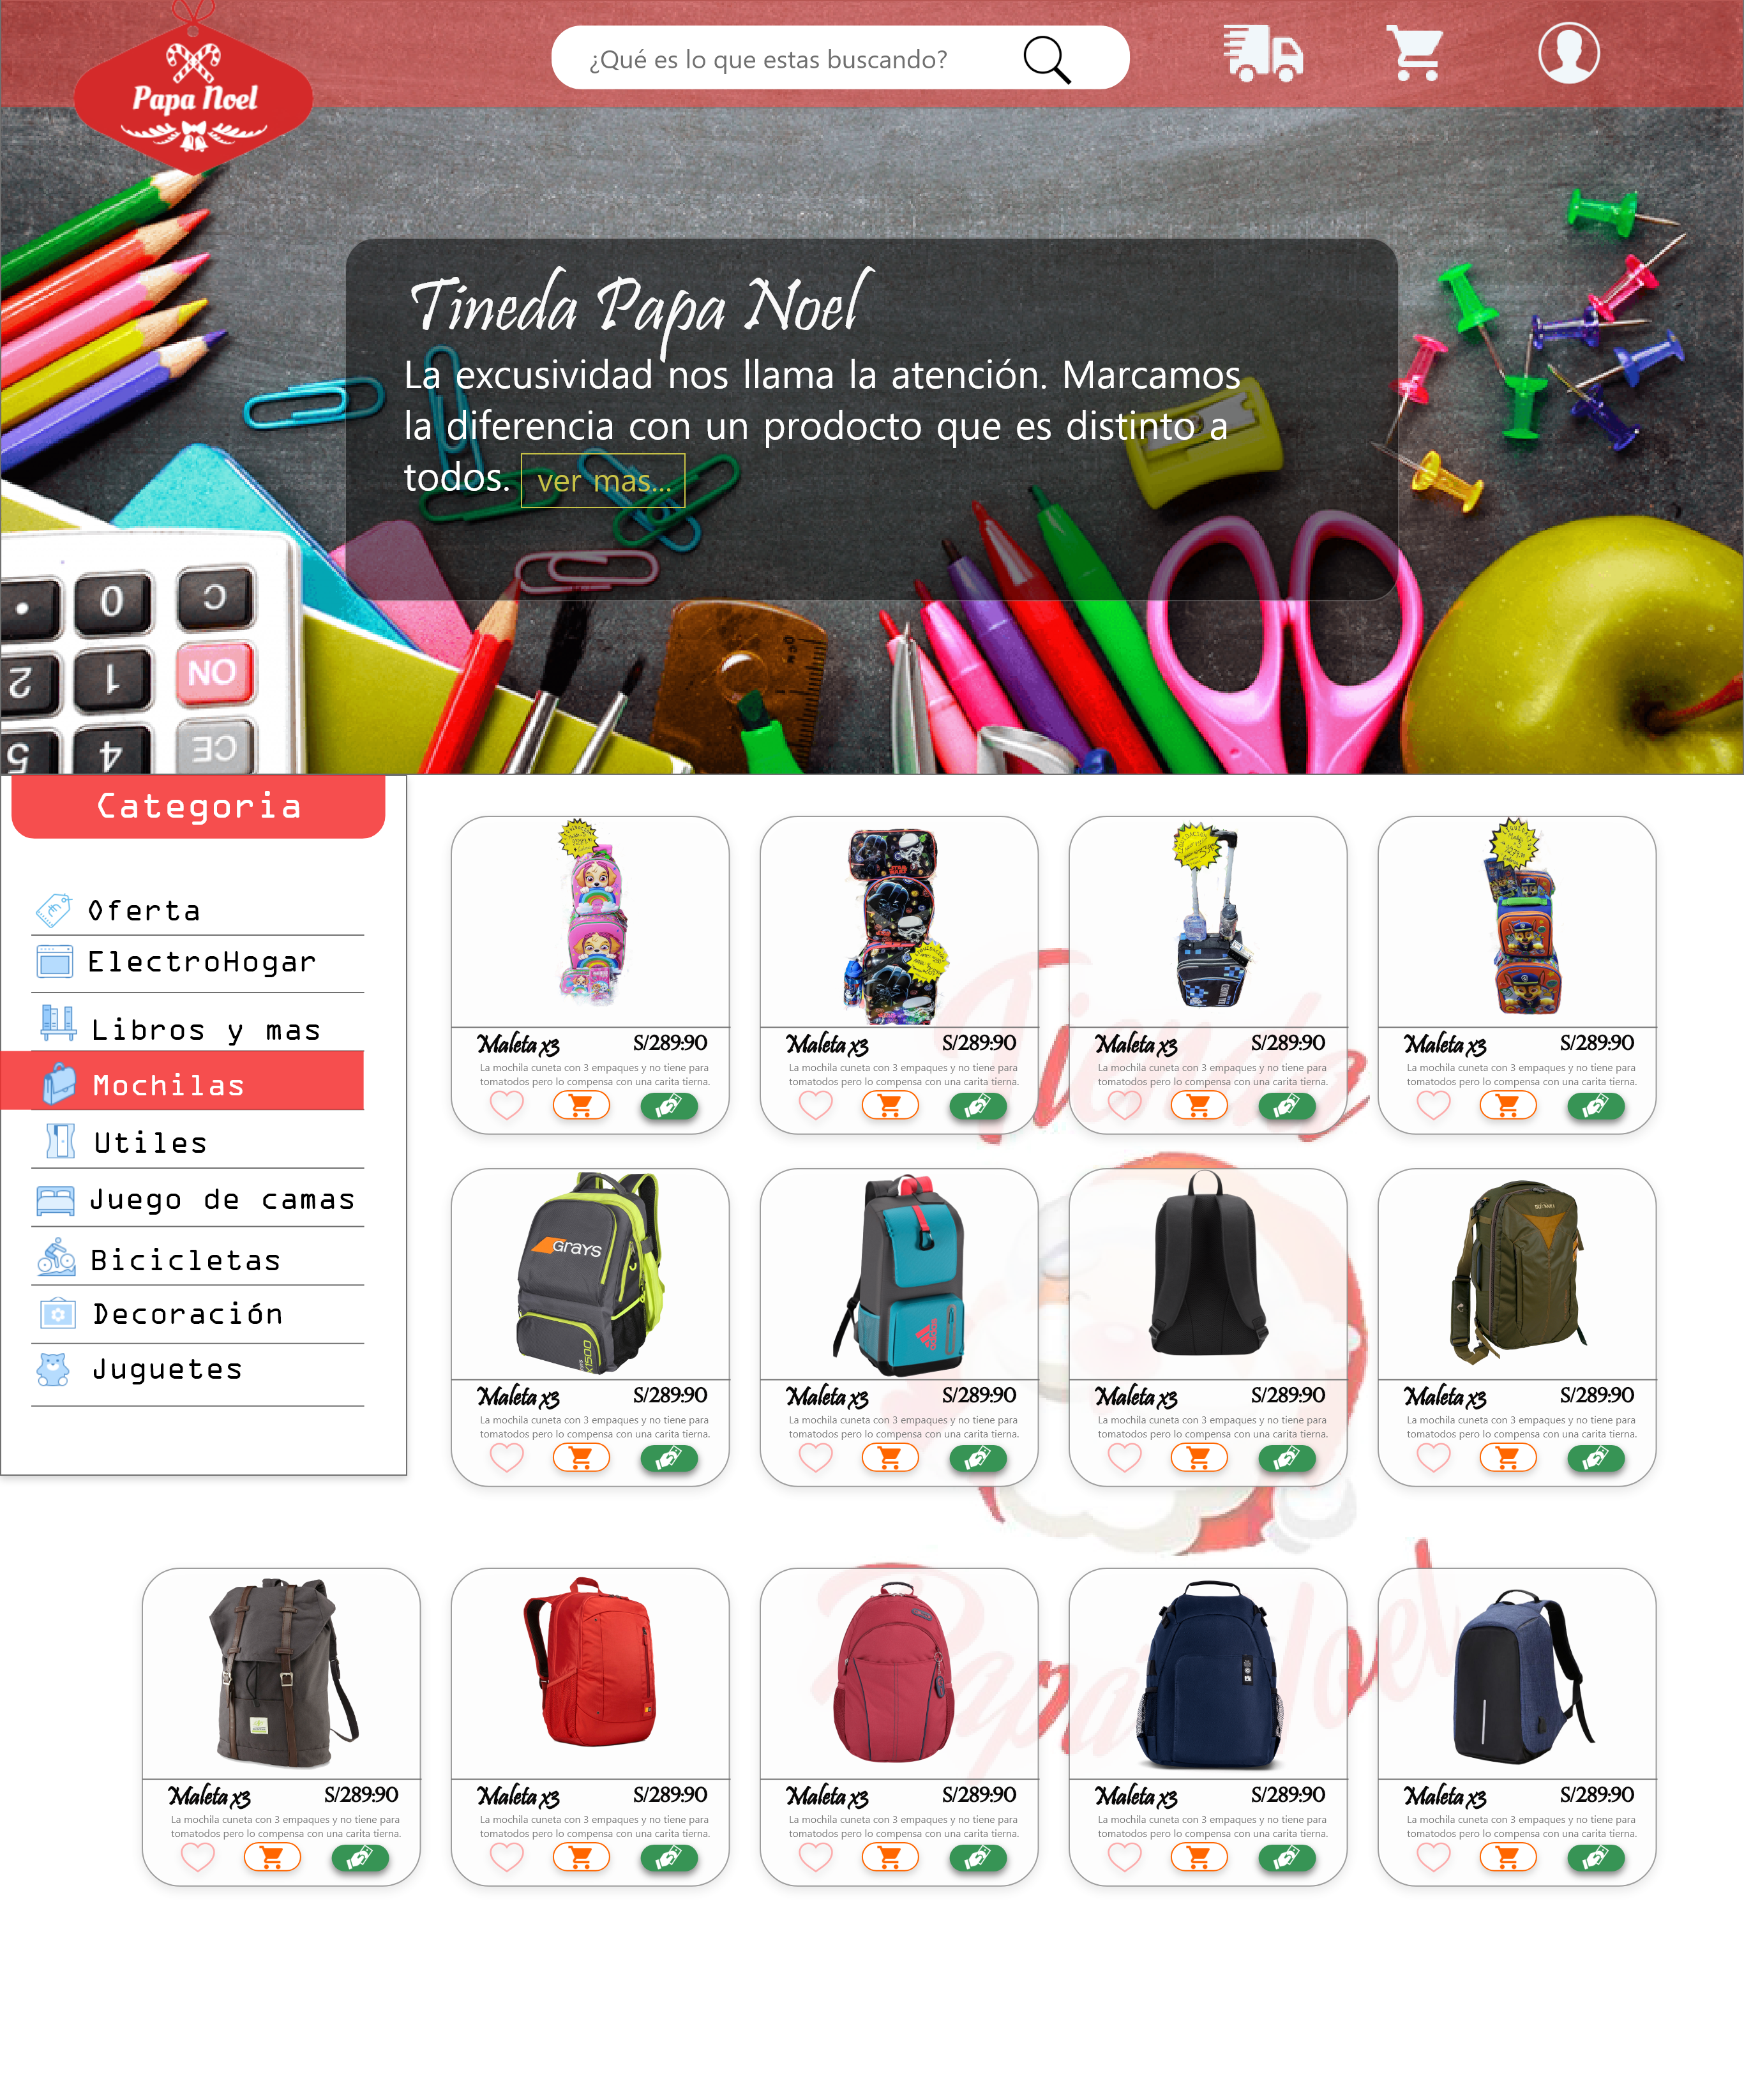 Papa Noel
¿Qué es lo que estas buscando?
Tineda Papa Noel
La excusividad nos llama la atención. Marcamos
la diferencia con un prodocto que es distinto a
todos. ver mas...
0 C
2 1 ON
5 4 CE
Categoria
Oferta
ElectroHogar
Libros y mas
Mochilas
Utiles
Juego de camas
Bicicletas
Decoración
Juguetes
Tienda
Maleta x3 S/289.90
La mochila cuneta con 3 empaques y no tiene para
tomatodos pero lo compensa con una carita tierna.
Maleta x3 S/289.90
La mochila cuneta con 3 empaques y no tiene para
tomatodos pero lo compensa con una carita tierna.
Maleta x3 S/289.90
La mochila cuneta con 3 empaques y no tiene para
tomatodos pero lo compensa con una carita tierna.
Maleta x3 S/289.90
La mochila cuneta con 3 empaques y no tiene para
tomatodos pero lo compensa con una carita tierna.
GRAYS
X1500
adidas
Maleta x3 S/289.90
La mochila cuneta con 3 empaques y no tiene para
tomatodos pero lo compensa con una carita tierna.
Maleta x3 S/289.90
La mochila cuneta con 3 empaques y no tiene para
tomatodos pero lo compensa con una carita tierna.
Maleta x3 S/289.90
La mochila cuneta con 3 empaques y no tiene para
tomatodos pero lo compensa con una carita tierna.
Maleta x3 S/289.90
La mochila cuneta con 3 empaques y no tiene para
tomatodos pero lo compensa con una carita tierna.
Papá Noel
Maleta x3 S/289.90
La mochila cuneta con 3 empaques y no tiene para
tomatodos pero lo compensa con una carita tierna.
Maleta x3 S/289.90
La mochila cuneta con 3 empaques y no tiene para
tomatodos pero lo compensa con una carita tierna.
Maleta x3 S/289.90
La mochila cuneta con 3 empaques y no tiene para
tomatodos pero lo compensa con una carita tierna.
Maleta x3 S/289.90
La mochila cuneta con 3 empaques y no tiene para
tomatodos pero lo compensa con una carita tierna.
Maleta x3 S/289.90
La mochila cuneta con 3 empaques y no tiene para
tomatodos pero lo compensa con una carita tierna.